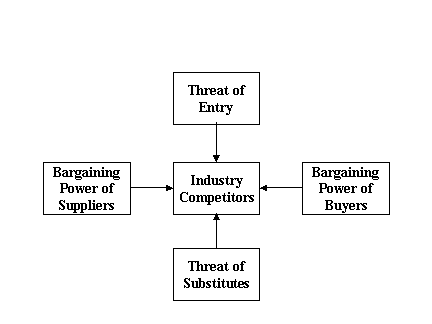 Threat of
Entry
Bargaining
Power of
Suppliers
Industry
Competitors
Bargaining
Power of
Buyers
Threat of
Substitutes